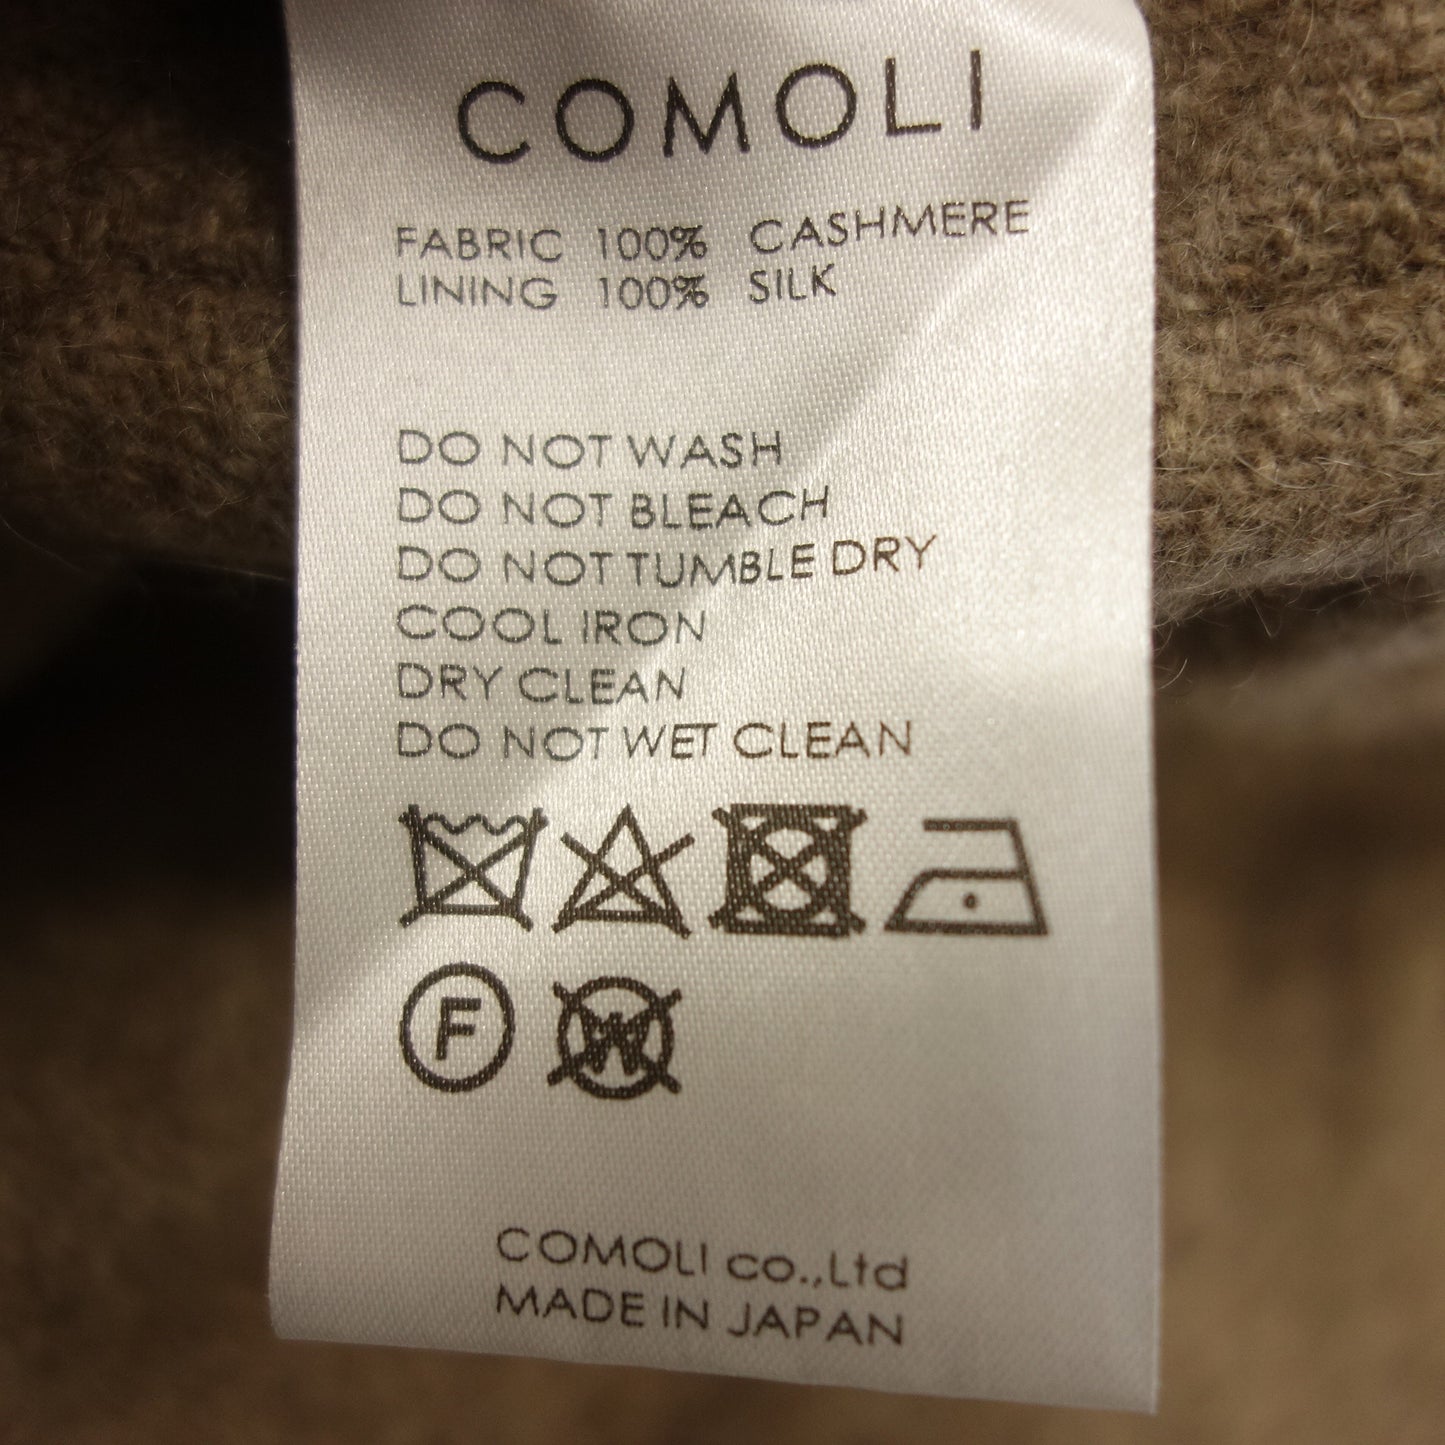 COMOLI
FABRIC 100% CASHMERE
LINING 100% SILK
DO NOT WASH
DO NOT BLEACH
DO NOT TUMBLE DRY
COOL IRON
DRY CLEAN
DO NOT WET CLEAN
F W
COMOLI co.,Ltd
MADE IN JAPAN